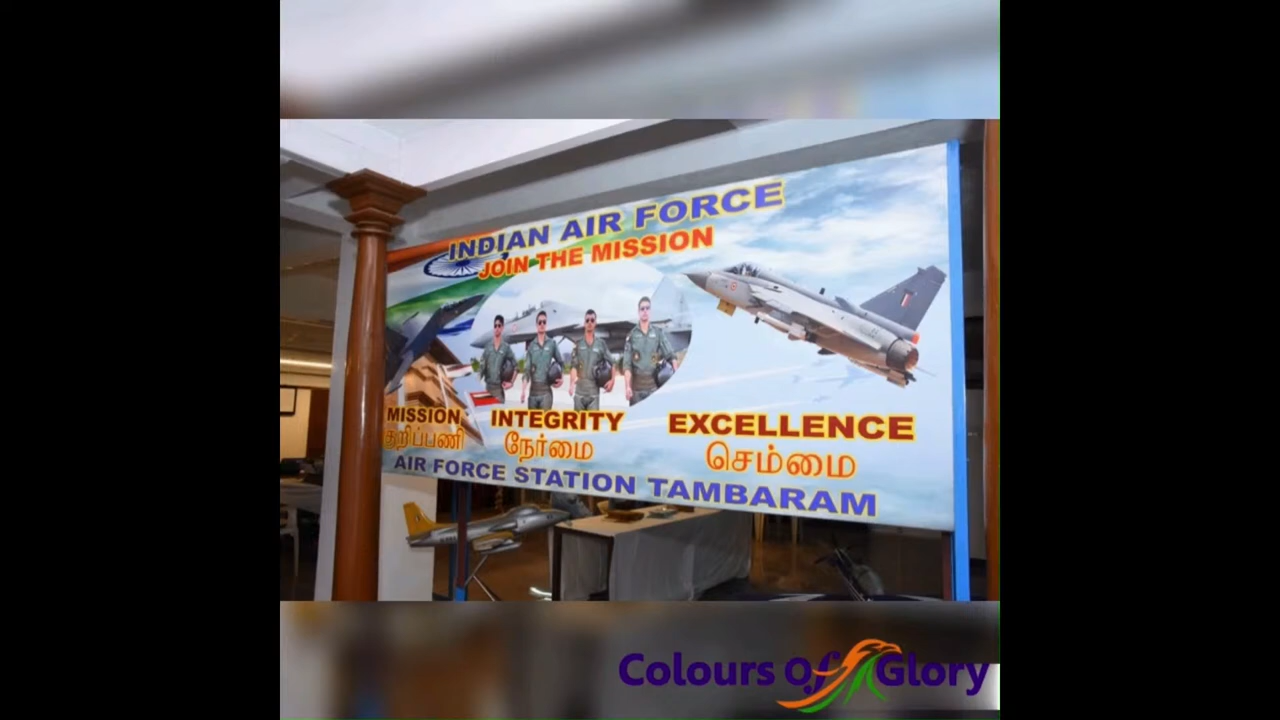 INDIAN AIR FORCE
JOIN THE MISSION
MISSION INTEGRITY EXCELLENCE
குறிப்பணி நேர்மை செம்மை
AIR FORCE STATION TAMBARAM
Colours Of Glory